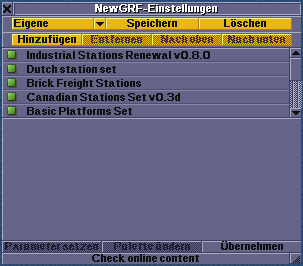 NewGRF-Einstellungen
Eigene Speichern Löschen
Hinzufügen Entfernen Nach oben Nach unten
Industrial Stations Renewal v0.8.0
Dutch station set
Brick Freight Stations
Canadian Stations Set v0.3d
Basic Platforms Set
Parameter setzen Palette ändern Übernehmen
Check online content